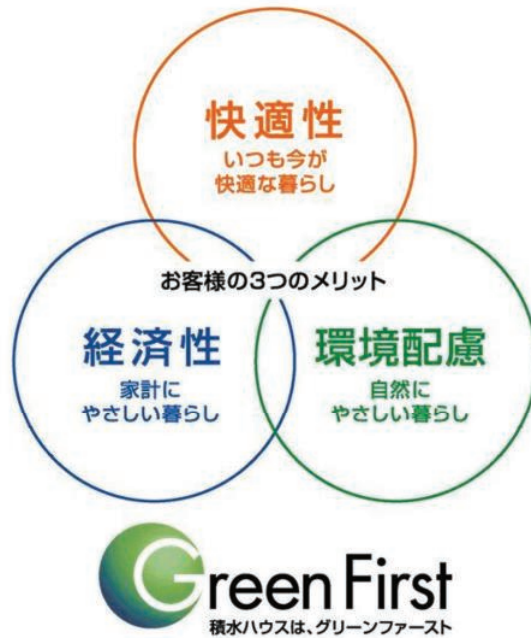 快適性
いつも今が
快適な暮らし
お客様の3つのメリット
経済性
家計に
やさしい暮らし
環境配慮
自然に
やさしい暮らし
Green First
積水ハウスは、グリーンファースト